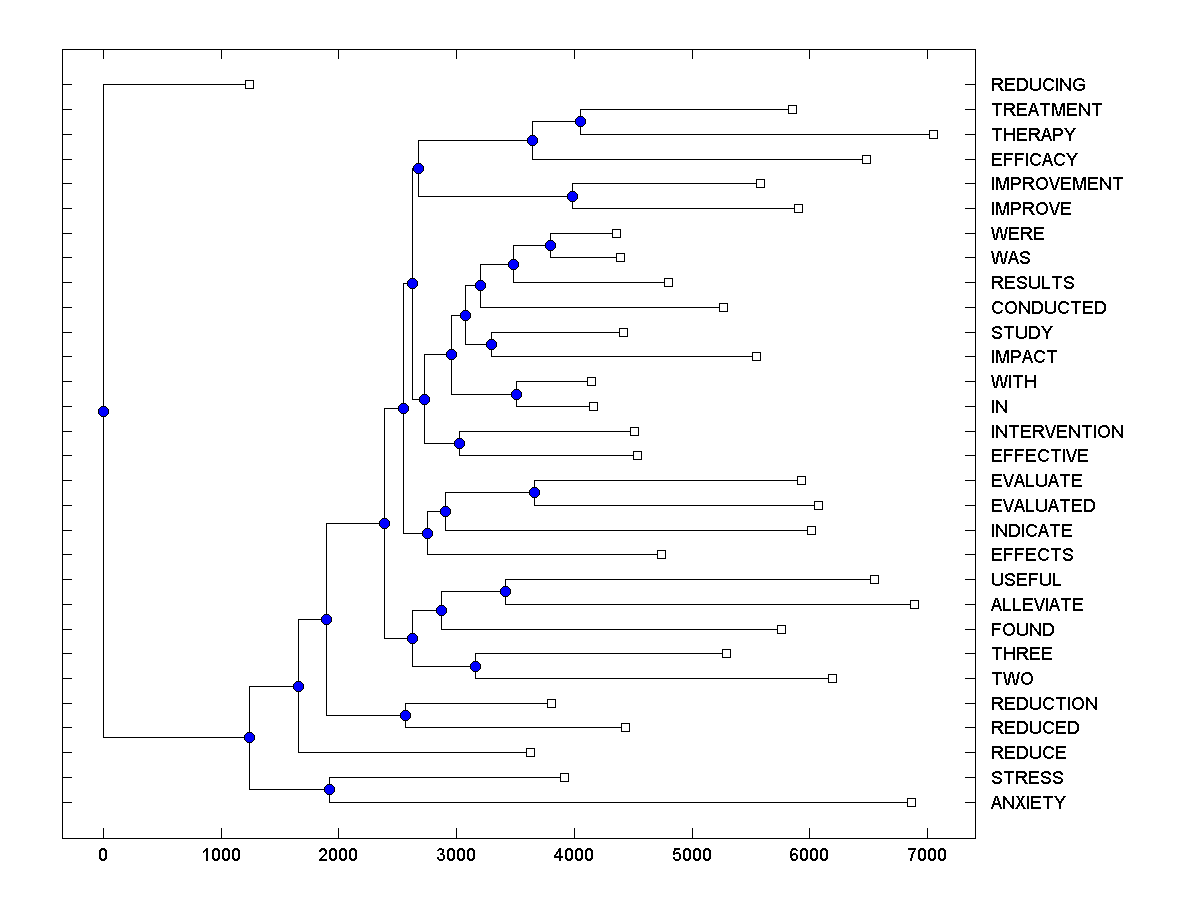 REDUCING
TREATMENT
THERAPY
EFFICACY
IMPROVEMENT
IMPROVE
WERE
WAS
RESULTS
CONDUCTED
STUDY
IMPACT
WITH
IN
INTERVENTION
EFFECTIVE
EVALUATE
EVALUATED
INDICATE
EFFECTS
USEFUL
ALLEVIATE
FOUND
THREE
TWO
REDUCTION
REDUCED
REDUCE
STRESS
ANXIETY
0 1000 2000 3000 4000 5000 6000 7000